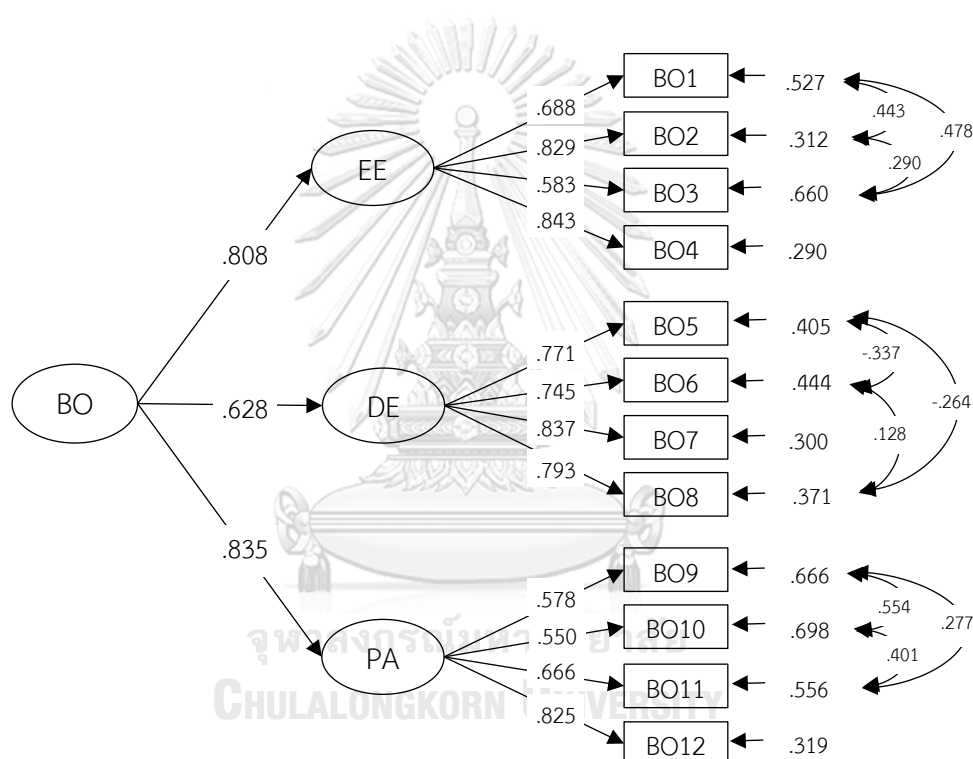 BO1
.527
.688
.443
.478
.829
BO2
.312
EE
.290
.583
BO3
.660
.843
BO4
.290
.808
BO5
.405
.771
-.337
BO6
.444
.745
BO
.628
DE
-.264
.837
BO7
.300
.128
.793
BO8
.371
.835
BO9
.666
.578
.554
.277
.550
BO10
.698
PA
.401
.666
BO11
.556
.825
BO12
.319
CHULALONGKORN